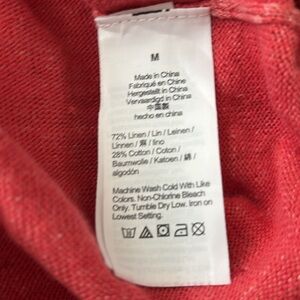 M
Made in China
Fabriqué en Chine
Hergestellt in China
Vervaardigd in China
中国製
hecho en china
72% Linen / Lin / Leinen /
Linnen / 麻 / lino
28% Cotton / Coton /
Baumwolle / Katoen / 綿 /
algodón
Machine Wash Cold With Like
Colors. Non-Chlorine Bleach
Only. Tumble Dry Low. Iron on
Lowest Setting.